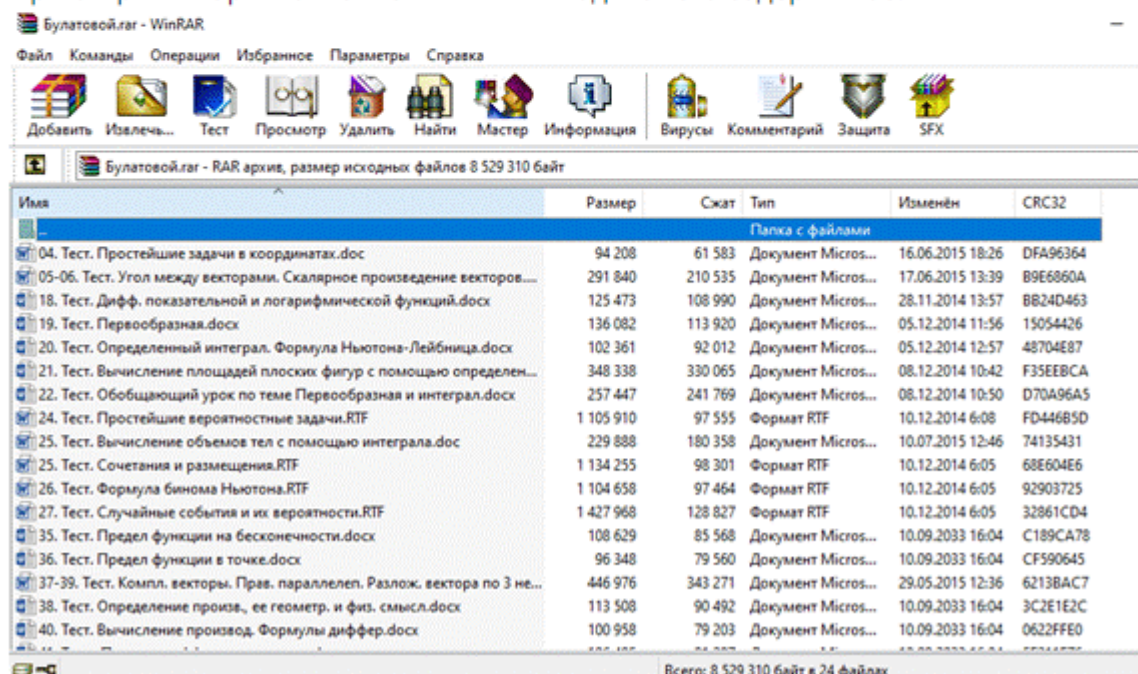 Булатовой.rar - WinRAR
Файл Команды Операции Избранное Параметры Справка
Добавить Извлечь... Тест Просмотр Удалить Найти Мастер Информация Вирусы Комментарий Защита SFX
Булатовой.rar - RAR архив, размер исходных файлов 8 529 310 байт
Имя Размер Сжат Тип Изменён CRC32
.. Папка с файлами
04. Тест. Простейшие задачи в координатах.doc 94 208 61 583 Документ Micros... 16.06.2015 18:26 DFA96364
05-06. Тест. Угол между векторами. Скалярное произведение векторов.... 291 840 210 535 Документ Micros... 17.06.2015 13:39 B9E6860A
18. Тест. Дифф. показательной и логарифмической функций.docx 125 473 108 990 Документ Micros... 28.11.2014 13:57 BB24D463
19. Тест. Первообразная.docx 136 082 113 920 Документ Micros... 05.12.2014 11:56 15054426
20. Тест. Определенный интеграл. Формула Ньютона-Лейбница.docx 102 361 92 012 Документ Micros... 05.12.2014 12:57 48704E87
21. Тест. Вычисление площадей плоских фигур с помощью определен... 348 338 330 065 Документ Micros... 08.12.2014 10:42 F35EEBCA
22. Тест. Обобщающий урок по теме Первообразная и интеграл.docx 257 447 241 769 Документ Micros... 08.12.2014 10:50 D70A96A5
24. Тест. Простейшие вероятностные задачи.RTF 1 105 910 97 555 Формат RTF 10.12.2014 6:08 FD446B5D
25. Тест. Вычисление объемов тел с помощью интеграла.doc 229 888 180 358 Документ Micros... 10.07.2015 12:46 74135431
25. Тест. Сочетания и размещения.RTF 1 134 255 98 301 Формат RTF 10.12.2014 6:05 68E604E6
26. Тест. Формула бинома Ньютона.RTF 1 104 658 97 464 Формат RTF 10.12.2014 6:05 92903725
27. Тест. Случайные события и их вероятности.RTF 1 427 968 128 827 Формат RTF 10.12.2014 6:05 32861CD4
35. Тест. Предел функции на бесконечности.docx 108 629 85 568 Документ Micros... 10.09.2033 16:04 C189CA78
36. Тест. Предел функции в точке.docx 96 348 79 560 Документ Micros... 10.09.2033 16:04 CF590645
37-39. Тест. Компл. векторы. Прав. параллелеп. Разлож. вектора по 3 не... 446 976 343 271 Документ Micros... 29.05.2015 12:36 6213BAC7
38. Тест. Определение произв., ее геометр. и физ. смысл.docx 113 508 90 492 Документ Micros... 10.09.2033 16:04 3C2E1E2C
40. Тест. Вычисление производ. Формулы диффер.docx 100 958 79 203 Документ Micros... 10.09.2033 16:04 0622FFE0
Всего: 8 529 310 байт в 24 файлах